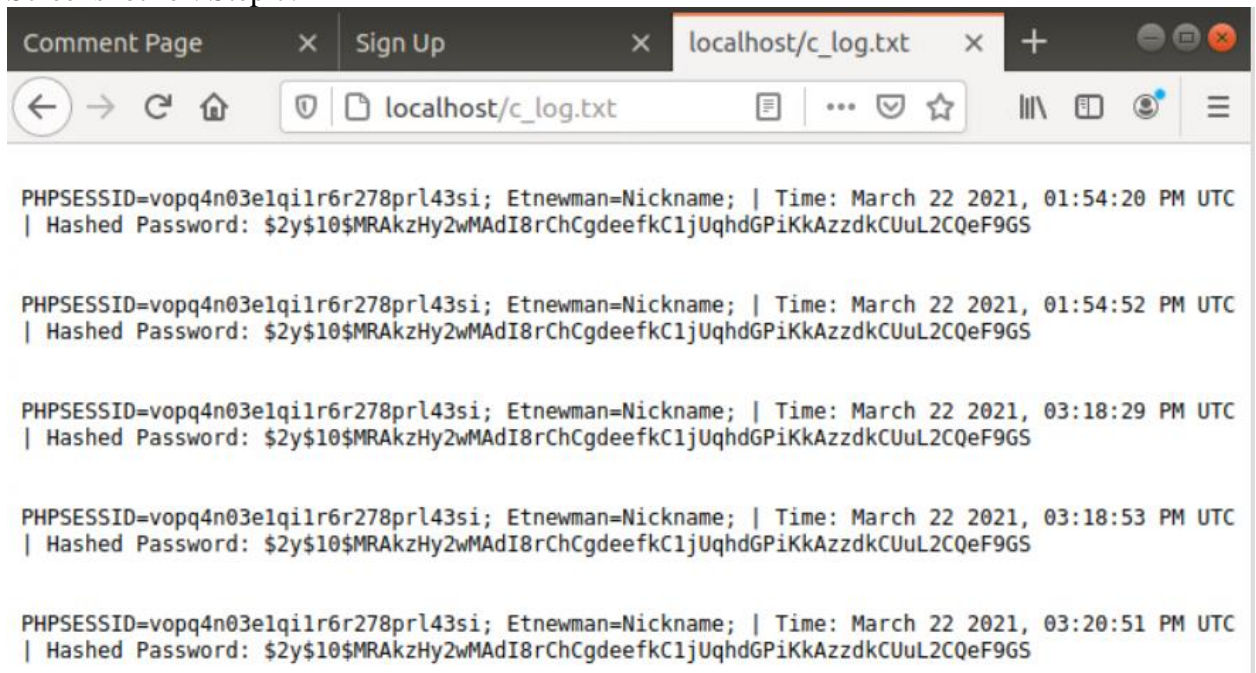 Comment Page
Sign Up
localhost/c_log.txt
localhost/c_log.txt
PHPSESSID=vopq4n03e1qi1r6r278prl43si; Etnewman=Nickname; | Time: March 22 2021, 01:54:20 PM UTC
| Hashed Password: $2y$10$MRAkzHy2wMAdI8rChCgdeefkC1jUqhdGPiKkAzzdkCUuL2CQeF9GS
PHPSESSID=vopq4n03e1qi1r6r278prl43si; Etnewman=Nickname; | Time: March 22 2021, 01:54:52 PM UTC
| Hashed Password: $2y$10$MRAkzHy2wMAdI8rChCgdeefkC1jUqhdGPiKkAzzdkCUuL2CQeF9GS
PHPSESSID=vopq4n03e1qi1r6r278prl43si; Etnewman=Nickname; | Time: March 22 2021, 03:18:29 PM UTC
| Hashed Password: $2y$10$MRAkzHy2wMAdI8rChCgdeefkC1jUqhdGPiKkAzzdkCUuL2CQeF9GS
PHPSESSID=vopq4n03e1qi1r6r278prl43si; Etnewman=Nickname; | Time: March 22 2021, 03:18:53 PM UTC
| Hashed Password: $2y$10$MRAkzHy2wMAdI8rChCgdeefkC1jUqhdGPiKkAzzdkCUuL2CQeF9GS
PHPSESSID=vopq4n03e1qi1r6r278prl43si; Etnewman=Nickname; | Time: March 22 2021, 03:20:51 PM UTC
| Hashed Password: $2y$10$MRAkzHy2wMAdI8rChCgdeefkC1jUqhdGPiKkAzzdkCUuL2CQeF9GS